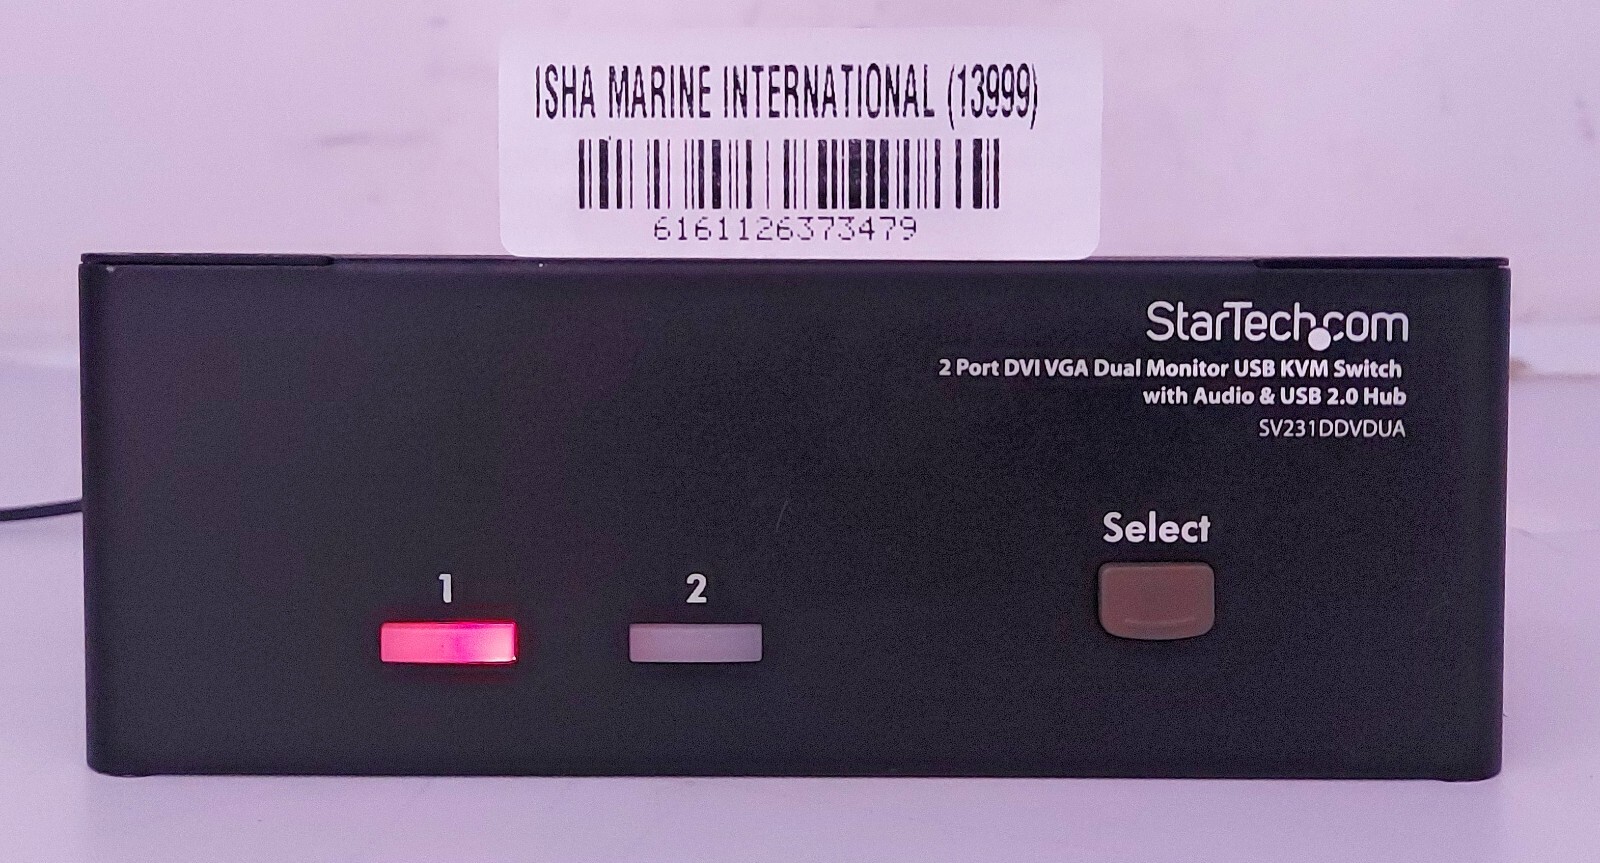 ISHA MARINE INTERNATIONAL (13999)
6161126373479
StarTech.com
2 Port DVI VGA Dual Monitor USB KVM Switch
with Audio & USB 2.0 Hub
SV231DDVDUA
Select
1 2